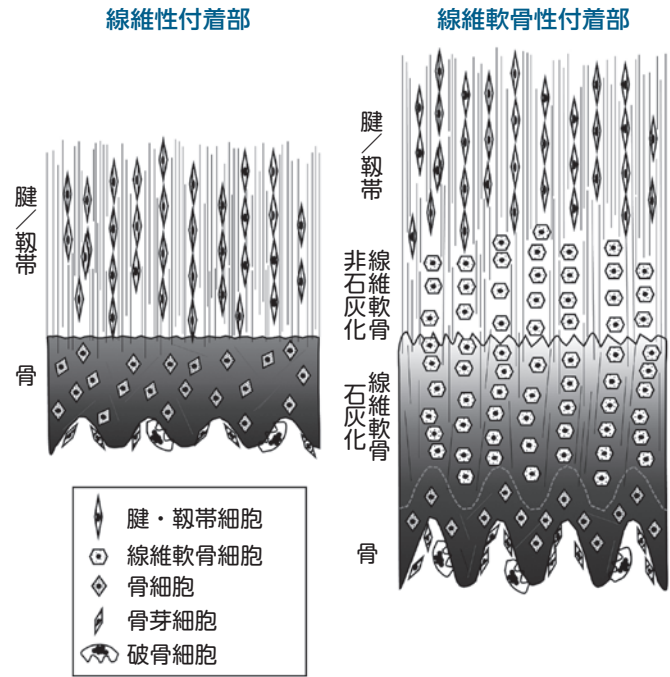 線維性付着部
線維軟骨性付着部
腱／靱帯
骨
腱／靱帯
非石灰化
線維軟骨
石灰化
線維軟骨
骨
腱・靱帯細胞
線維軟骨細胞
骨細胞
骨芽細胞
破骨細胞